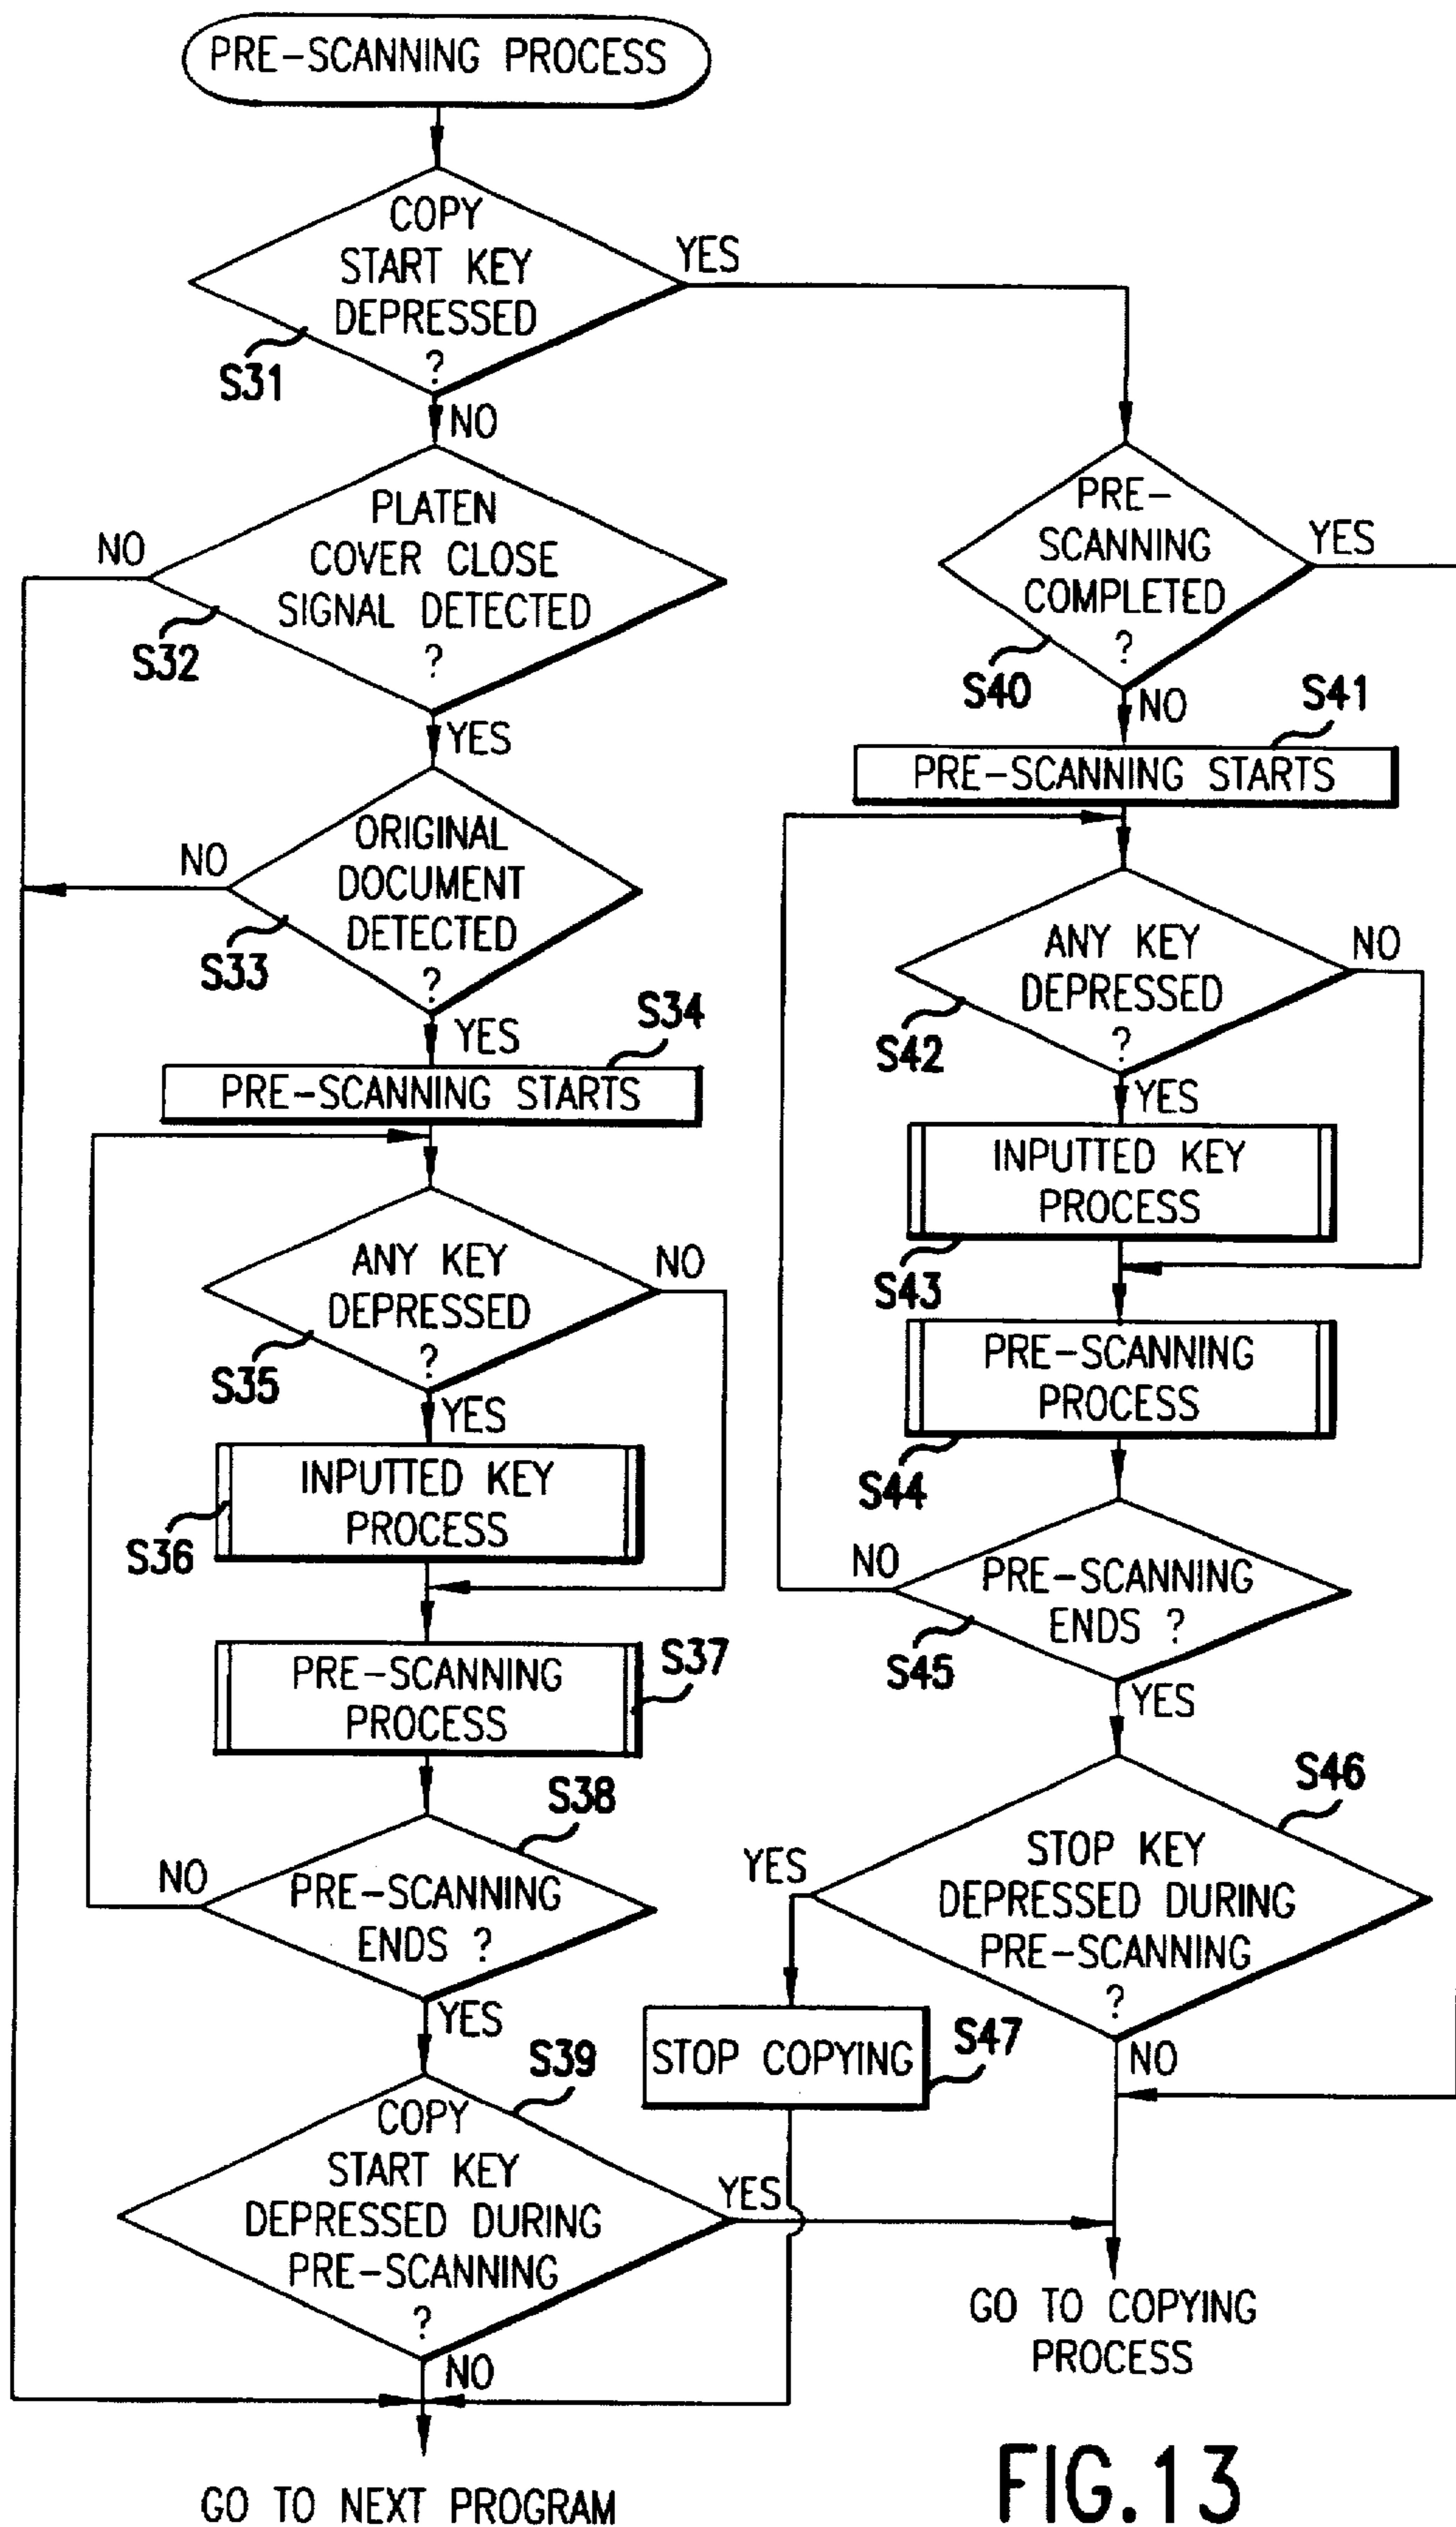 PRE-SCANNING PROCESS
COPY
START KEY
DEPRESSED
?
S31
YES
NO
PLATEN
COVER CLOSE
SIGNAL DETECTED
?
S32
NO
YES
ORIGINAL
DOCUMENT
DETECTED
?
S33
NO
YES
S34
PRE-SCANNING STARTS
ANY KEY
DEPRESSED
?
S35
NO
YES
INPUTTED KEY
PROCESS
S36
PRE-SCANNING
PROCESS
S37
S38
PRE-SCANNING
ENDS ?
NO
YES
S39
COPY
START KEY
DEPRESSED DURING
PRE-SCANNING
?
YES
NO
GO TO NEXT PROGRAM
PRE-
SCANNING
COMPLETED
?
S40
YES
NO
S41
PRE-SCANNING STARTS
ANY KEY
DEPRESSED
?
S42
NO
YES
INPUTTED KEY
PROCESS
S43
PRE-SCANNING
PROCESS
S44
PRE-SCANNING
ENDS ?
S45
NO
YES
S46
STOP KEY
DEPRESSED DURING
PRE-SCANNING
?
YES
NO
STOP COPYING
S47
GO TO COPYING
PROCESS
FIG.13